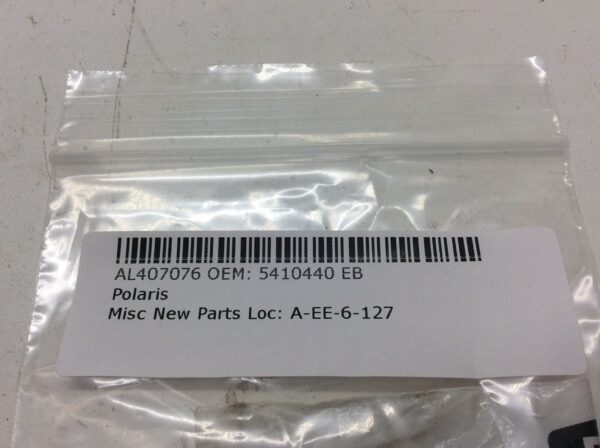 AL407076 OEM: 5410440 EB
Polaris
Misc New Parts Loc: A-EE-6-127